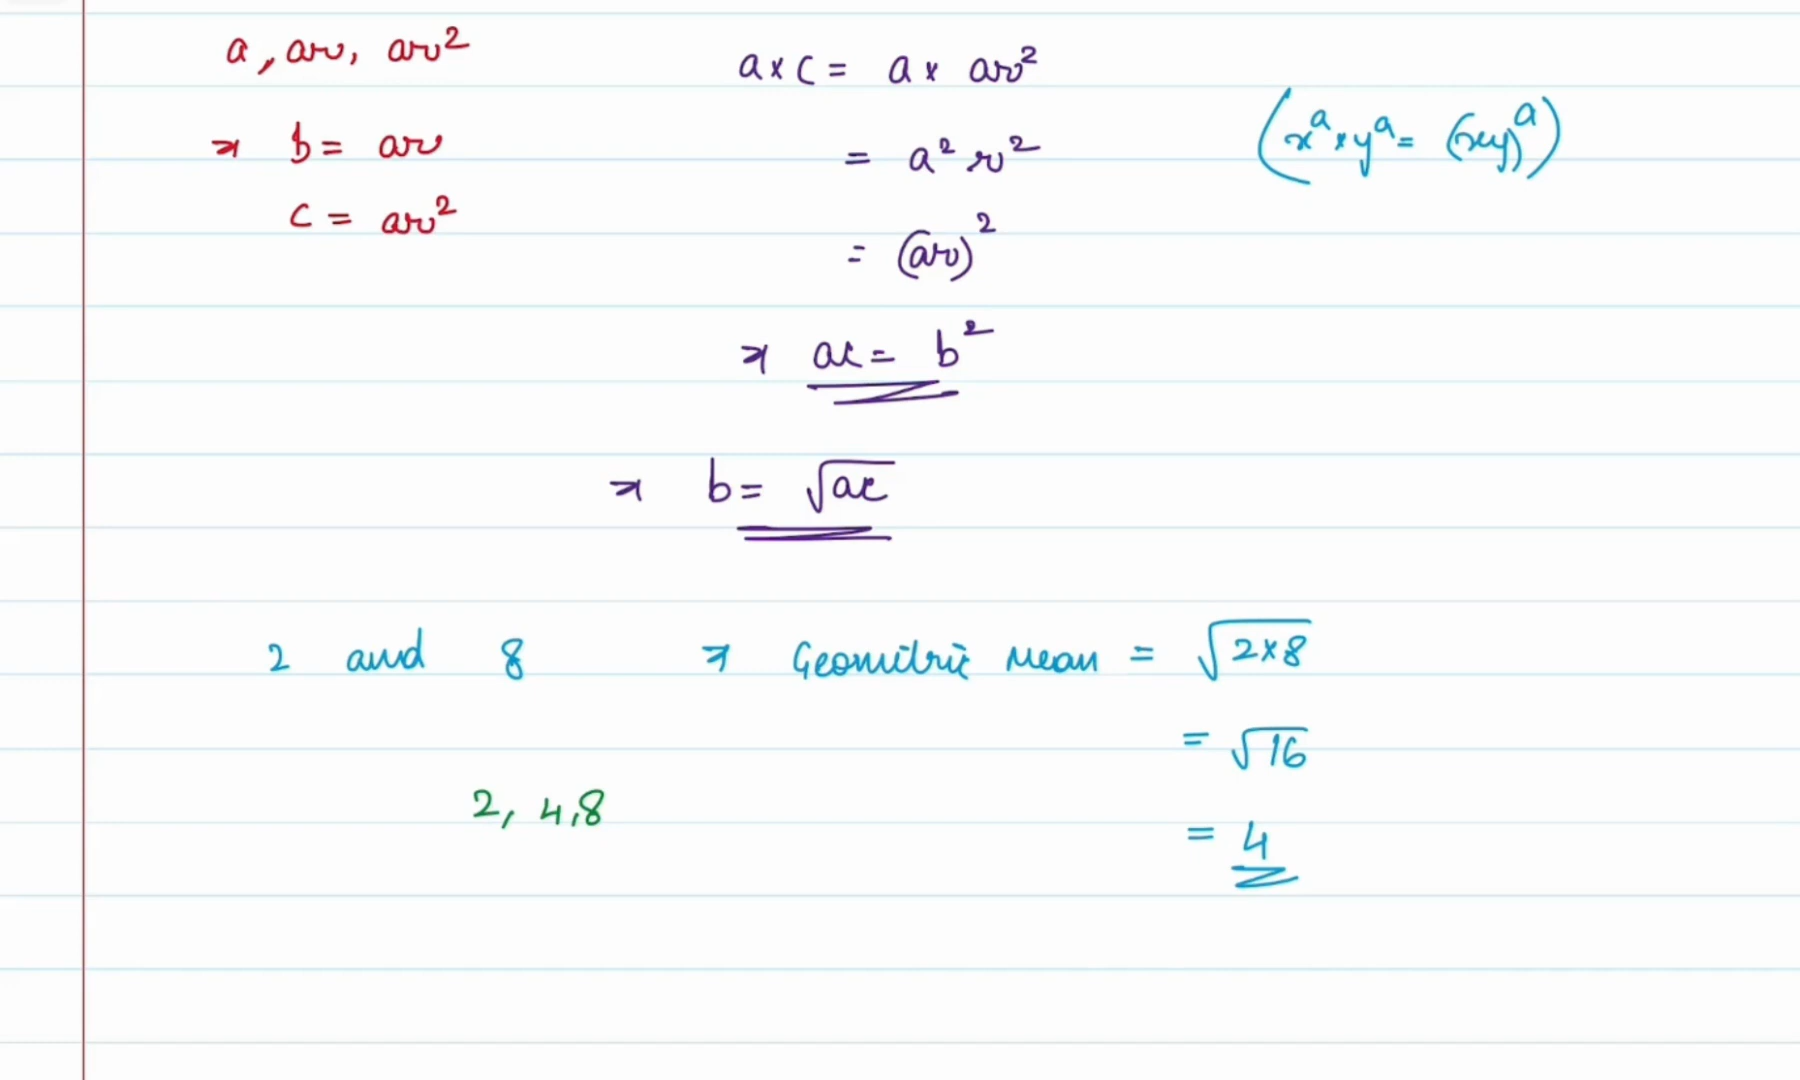 a, ar, ar²
⇒ b = ar
c = ar²
a × c = a × ar²
= a² r²
= (ar)²
⇒ ac = b²
⇒ b = √ac
(xᵃ × yᵃ = (xy)ᵃ)
2 and 8 ⇒ Geometric Mean = √2×8
= √16
= 4
2, 4, 8